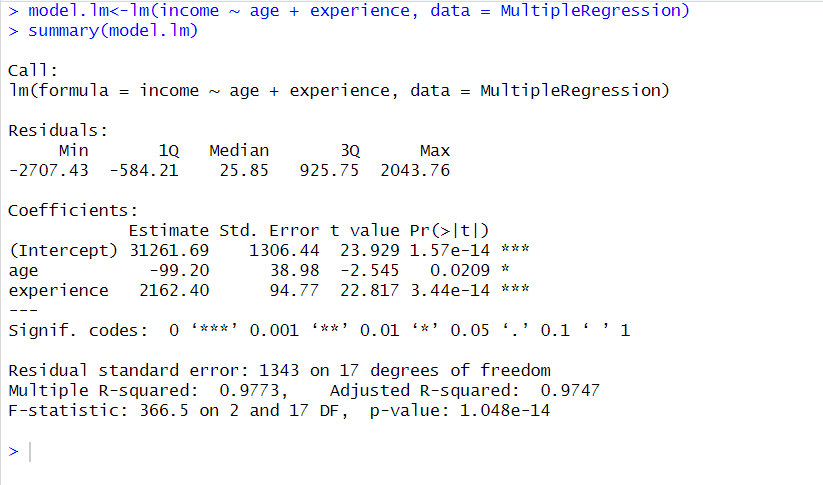 > model.lm<-lm(income ~ age + experience, data = MultipleRegression)
> summary(model.lm)
Call:
lm(formula = income ~ age + experience, data = MultipleRegression)
Residuals:
     Min       1Q   Median       3Q      Max
-2707.43  -584.21    25.85   925.75  2043.76
Coefficients:
            Estimate Std. Error t value Pr(>|t|)
(Intercept) 31261.69    1306.44  23.929 1.57e-14 ***
age           -99.20      38.98  -2.545   0.0209 *
experience   2162.40      94.77  22.817 3.44e-14 ***
---
Signif. codes:  0 ‘***’ 0.001 ‘**’ 0.01 ‘*’ 0.05 ‘.’ 0.1 ‘ ’ 1
Residual standard error: 1343 on 17 degrees of freedom
Multiple R-squared:  0.9773,    Adjusted R-squared:  0.9747
F-statistic: 366.5 on 2 and 17 DF,  p-value: 1.048e-14
>